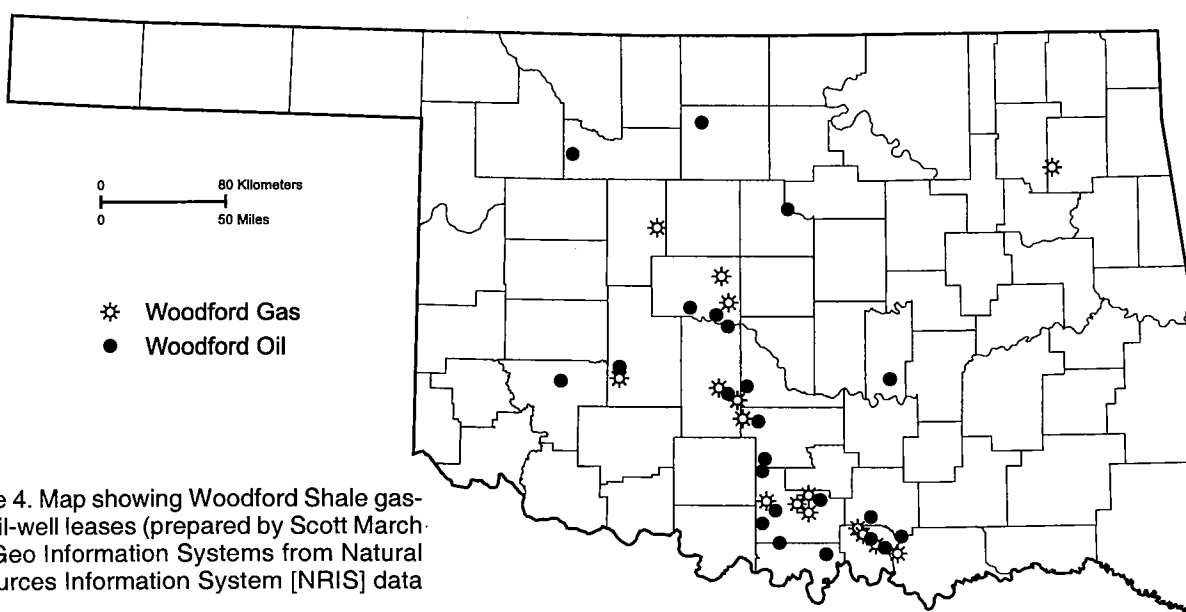 0 80 Kilometers
0 50 Miles
Woodford Gas
Woodford Oil
e 4. Map showing Woodford Shale gas-
il-well leases (prepared by Scott March
Geo Information Systems from Natural
urces Information System [NRIS] data